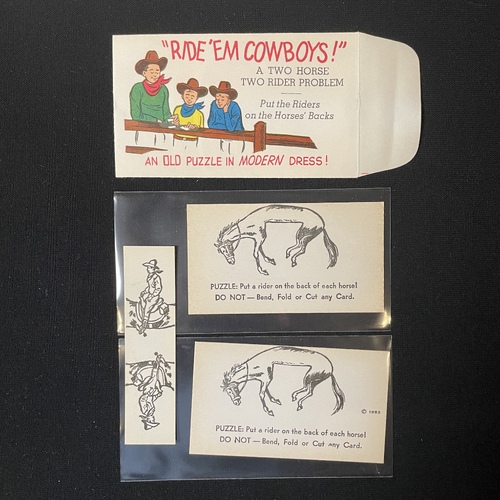 "RIDE 'EM COWBOYS!"
A TWO HORSE
TWO RIDER PROBLEM
Put the Riders
on the Horses' Backs
AN OLD PUZZLE IN MODERN DRESS!
PUZZLE: Put a rider on the back of each horse!
DO NOT — Bend, Fold or Cut any Card.
PUZZLE: Put a rider on the back of each horse!
DO NOT — Bend, Fold or Cut any Card.